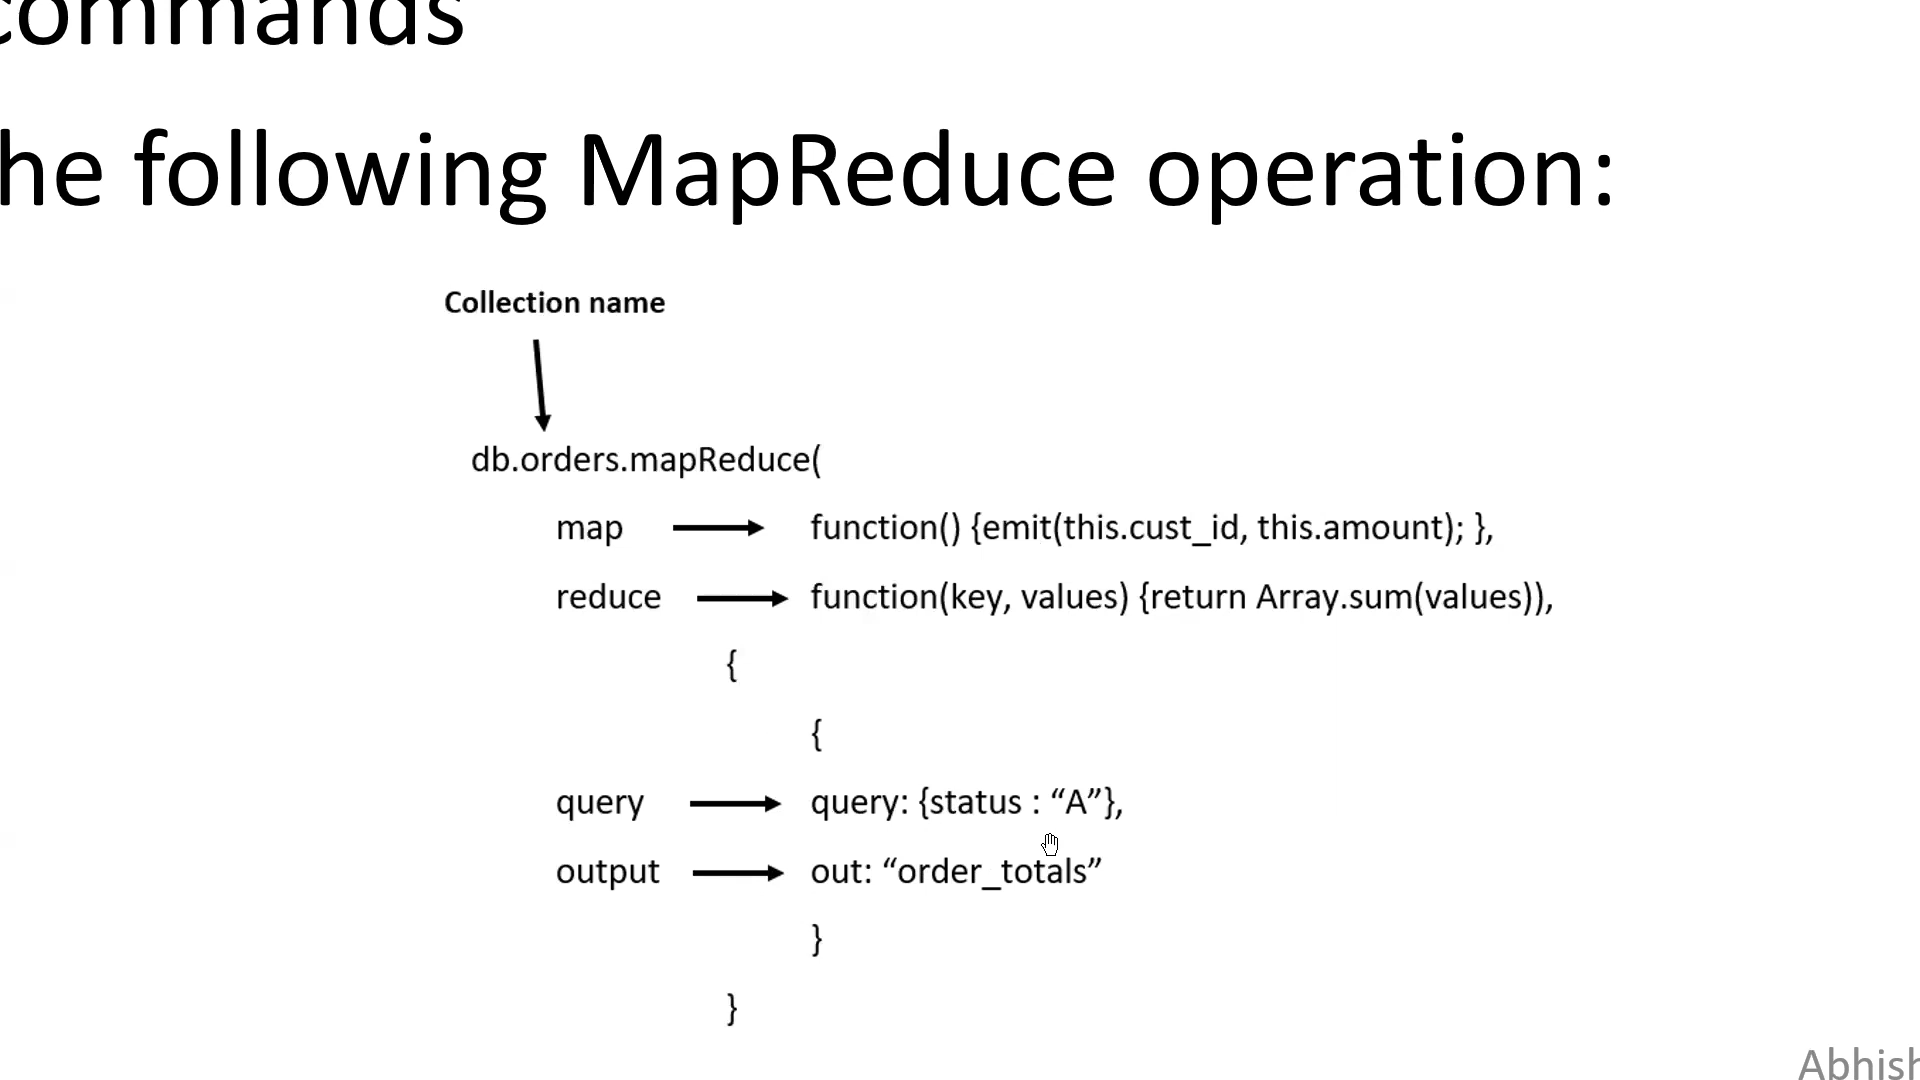 commands
he following MapReduce operation:
Collection name
db.orders.mapReduce(
map function() {emit(this.cust_id, this.amount); },
reduce function(key, values) {return Array.sum(values)),
{
{
query query: {status : “A”},
output out: “order_totals”
}
}
Abhish